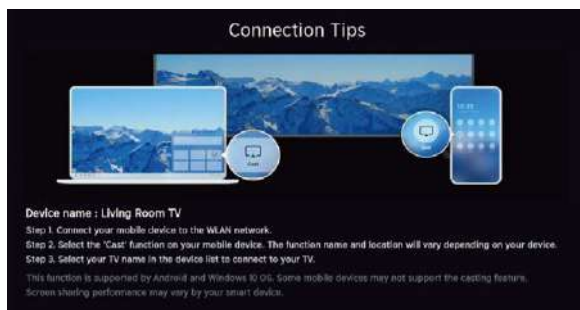 Connection Tips
Cast
Device name : Living Room TV
Step 1. Connect your mobile device to the WLAN network.
Step 2. Select the 'Cast' function on your mobile device. The function name and location will vary depending on your device.
Step 3. Select your TV name in the device list to connect to your TV.
This function is supported by Android and Windows 10 OS. Some mobile devices may not support the casting feature.
Screen sharing performance may vary by your smart device.